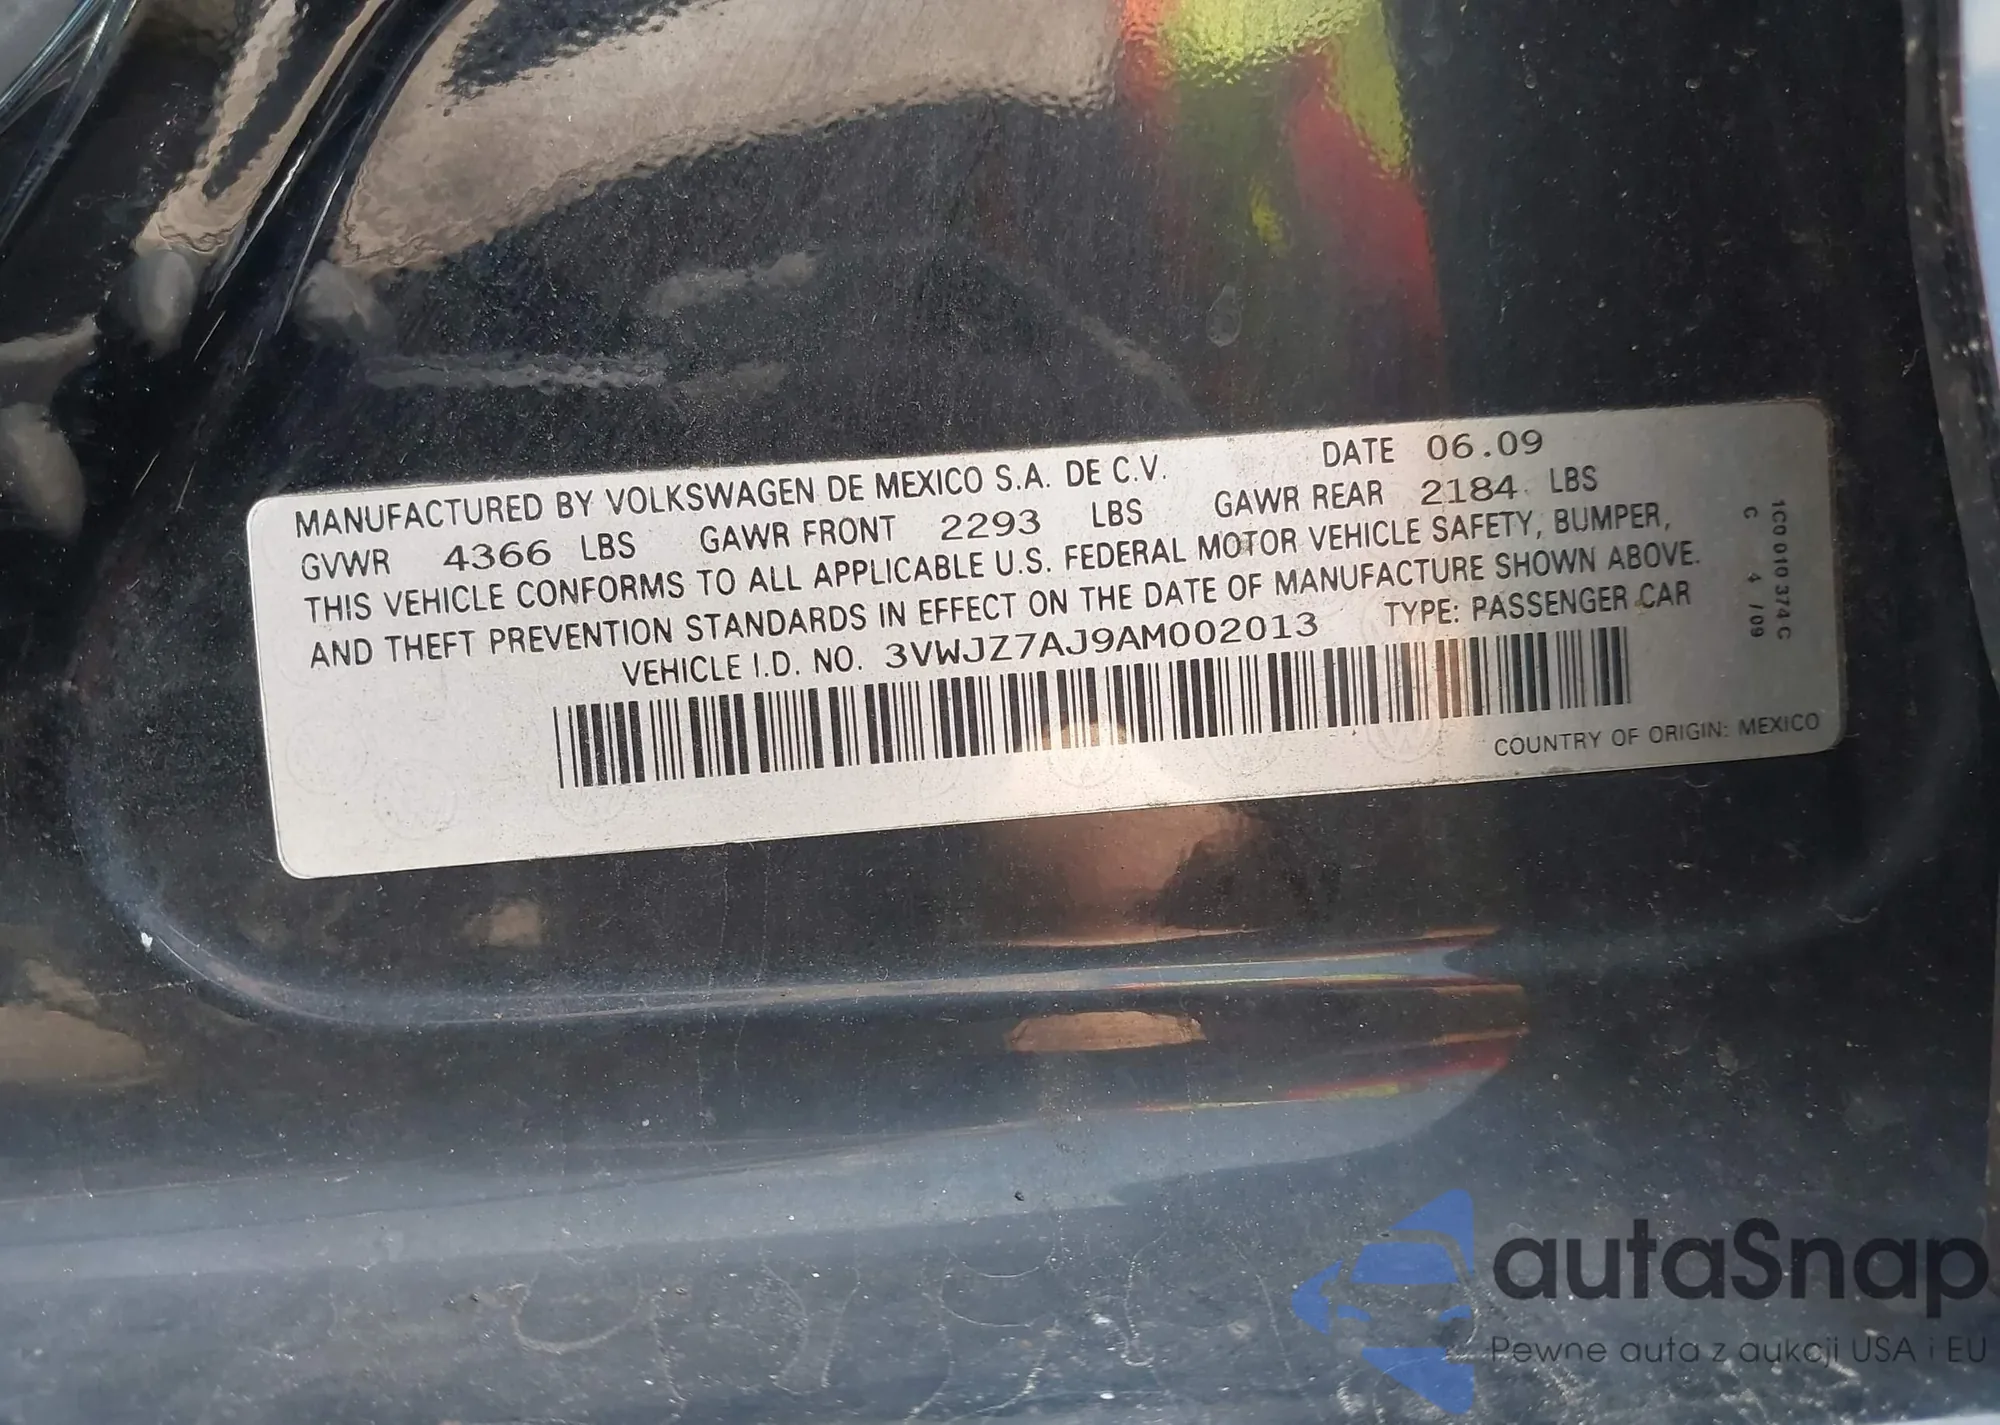 MANUFACTURED BY VOLKSWAGEN DE MEXICO S.A. DE C.V. DATE 06.09
GVWR 4366 LBS GAWR FRONT 2293 LBS GAWR REAR 2184 LBS
THIS VEHICLE CONFORMS TO ALL APPLICABLE U.S. FEDERAL MOTOR VEHICLE SAFETY, BUMPER,
AND THEFT PREVENTION STANDARDS IN EFFECT ON THE DATE OF MANUFACTURE SHOWN ABOVE.
VEHICLE I.D. NO. 3VWJZ7AJ9AM002013 TYPE: PASSENGER CAR
COUNTRY OF ORIGIN: MEXICO
1C0 010 374 C
C 4 /09
autaSnap
Pewne auta z aukcji USA i EU